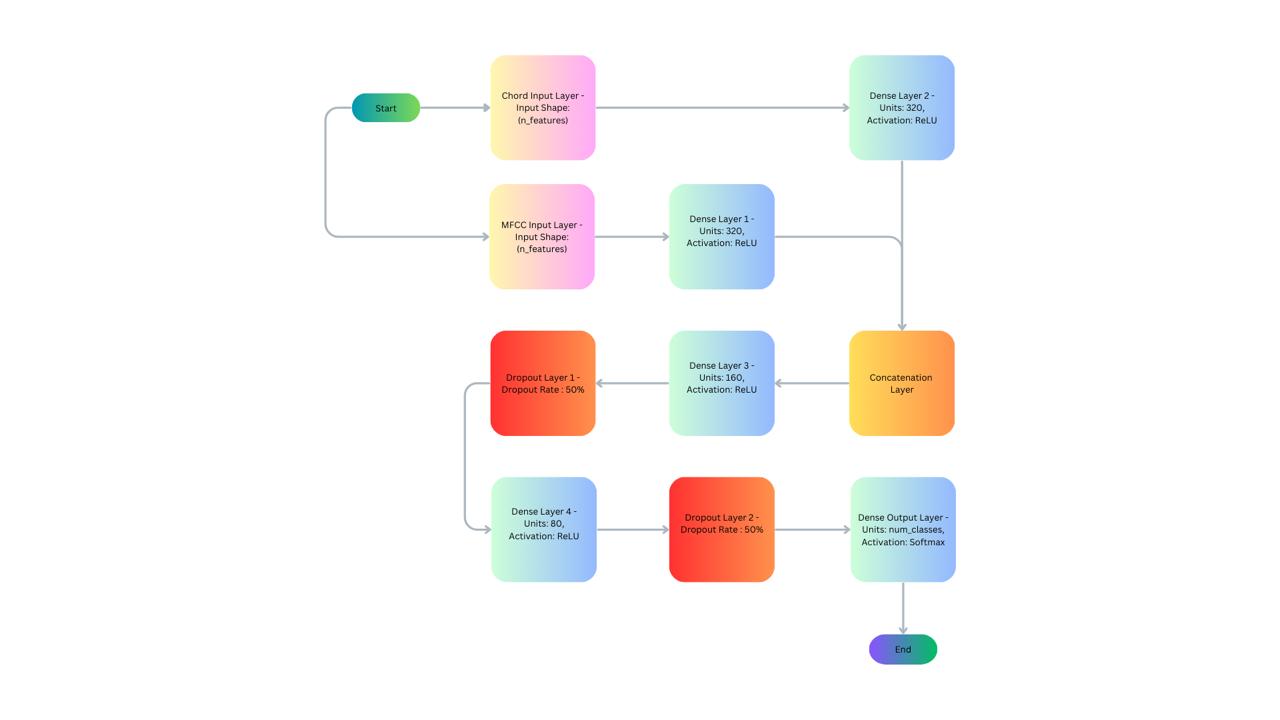 Start
Chord Input Layer -
Input Shape:
(n_features)
Dense Layer 2 -
Units: 320,
Activation: ReLU
MFCC Input Layer -
Input Shape:
(n_features)
Dense Layer 1 -
Units: 320,
Activation: ReLU
Dropout Layer 1 -
Dropout Rate : 50%
Dense Layer 3 -
Units: 160,
Activation: ReLU
Concatenation
Layer
Dense Layer 4 -
Units: 80,
Activation: ReLU
Dropout Layer 2 -
Dropout Rate : 50%
Dense Output Layer -
Units: num_classes,
Activation: Softmax
End